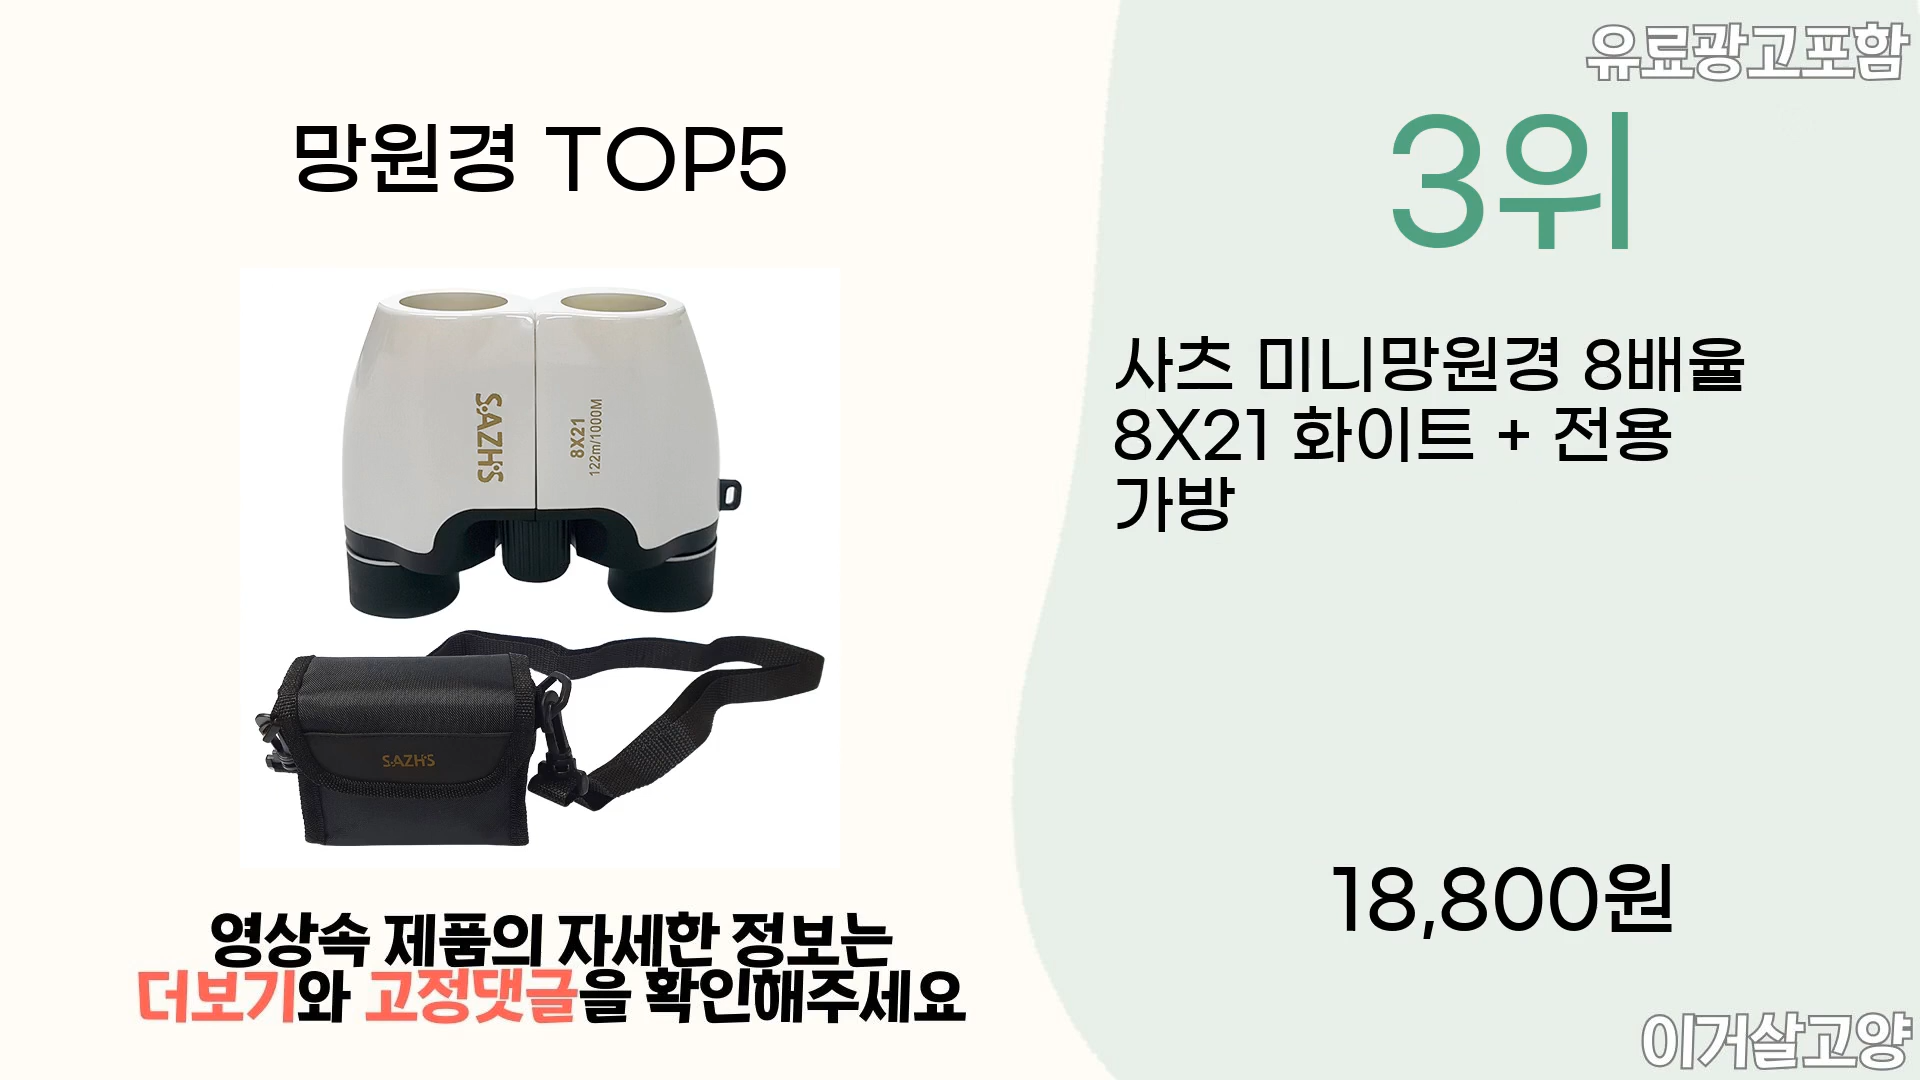 유료광고포함
망원경 TOP5
3위
S.AZH'S
8X21
122m/1000M
S.AZH'S
사츠 미니망원경 8배율
8X21 화이트 + 전용
가방
18,800원
영상속 제품의 자세한 정보는
더보기와 고정댓글을 확인해주세요
이거살고양